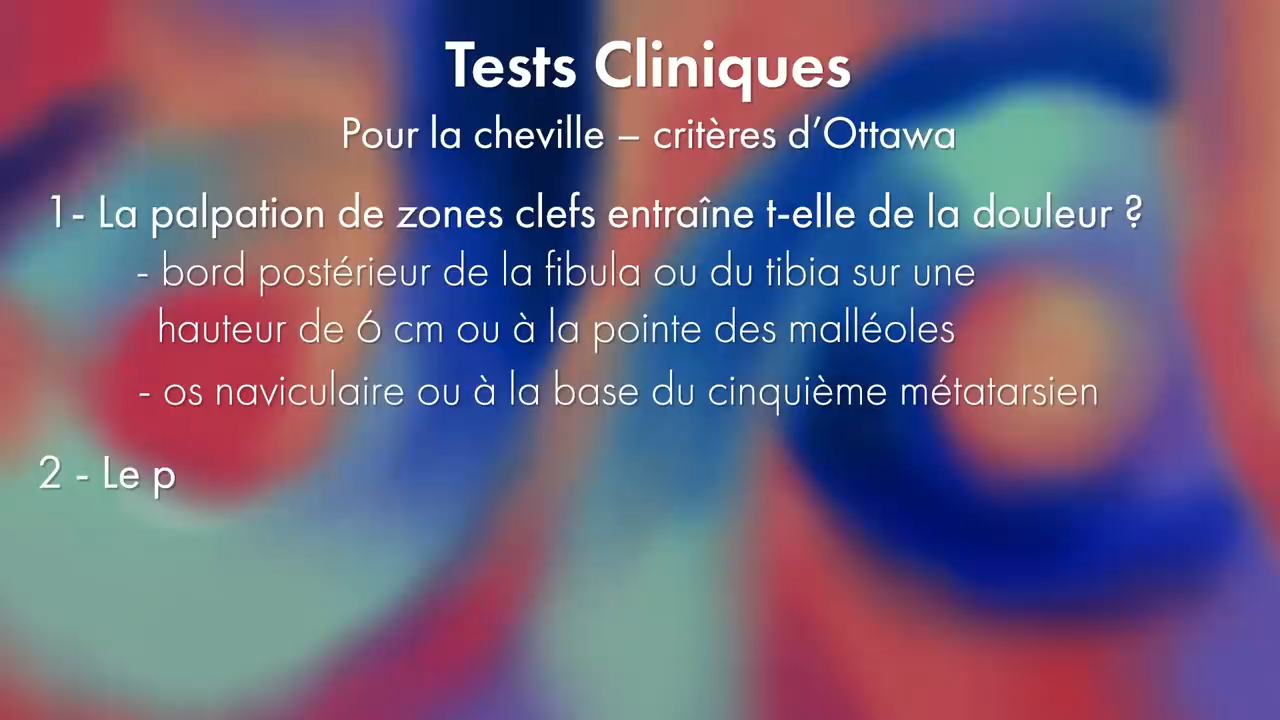 Tests Cliniques
Pour la cheville – critères d’Ottawa
1- La palpation de zones clefs entraîne t-elle de la douleur ?
- bord postérieur de la fibula ou du tibia sur une
hauteur de 6 cm ou à la pointe des malléoles
- os naviculaire ou à la base du cinquième métatarsien
2 - Le p